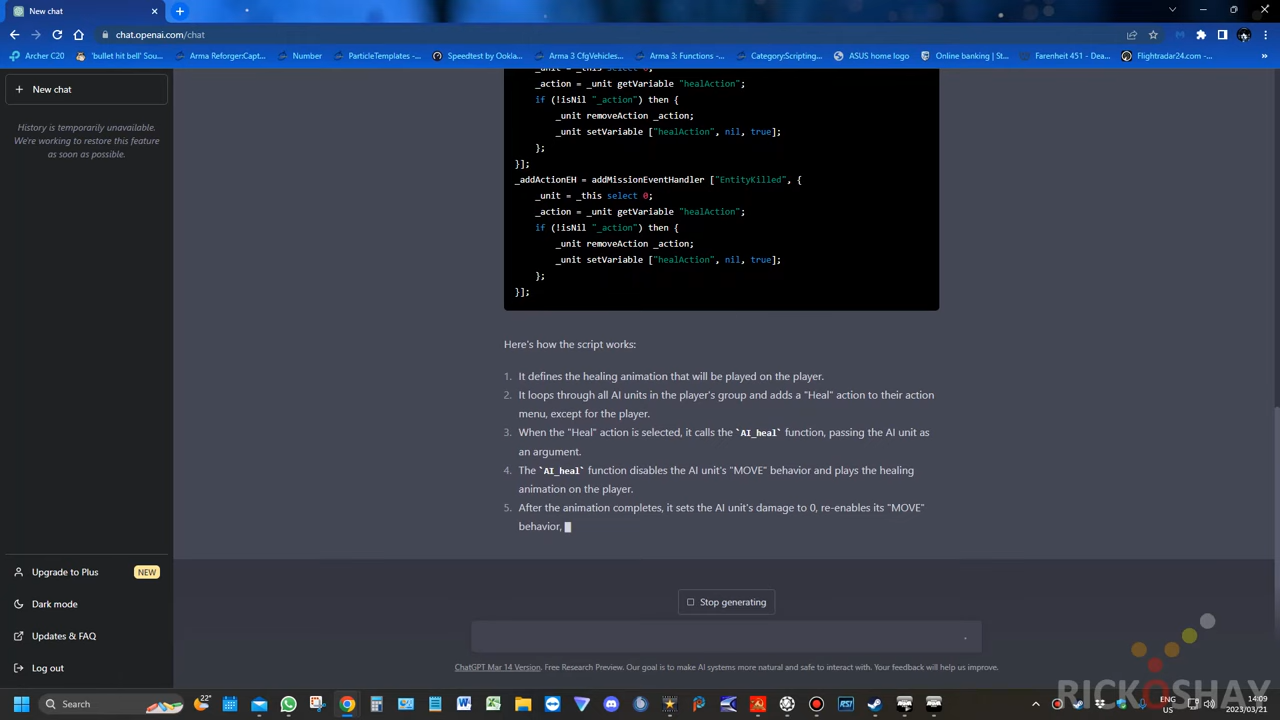 New chat
chat.openai.com/chat
Archer C20
'bullet hit bell' Sou...
Arma Reforger:Capt...
Number
ParticleTemplates -...
Speedtest by Ookla...
Arma 3 CfgVehicles...
Arma 3: Functions -...
Category:Scripting...
ASUS home logo
Online banking | St...
Farenheit 451 - Dea...
Flightradar24.com -...
»
+ New chat
History is temporarily unavailable.
We're working to restore this feature
as soon as possible.
_unit = _this select 0;
_action = _unit getVariable "healAction";
if (!isNil "_action") then {
_unit removeAction _action;
_unit setVariable ["healAction", nil, true];
};
}];
_addActionEH = addMissionEventHandler ["EntityKilled", {
_unit = _this select 0;
_action = _unit getVariable "healAction";
if (!isNil "_action") then {
_unit removeAction _action;
_unit setVariable ["healAction", nil, true];
};
}];
Here's how the script works:
1. It defines the healing animation that will be played on the player.
2. It loops through all AI units in the player's group and adds a "Heal" action to their action
menu, except for the player.
3. When the "Heal" action is selected, it calls the `AI_heal` function, passing the AI unit as
an argument.
4. The `AI_heal` function disables the AI unit's "MOVE" behavior and plays the healing
animation on the player.
5. After the animation completes, it sets the AI unit's damage to 0, re-enables its "MOVE"
behavior,
Upgrade to Plus NEW
Dark mode
Updates & FAQ
Log out
Stop generating
ChatGPT Mar 14 Version. Free Research Preview. Our goal is to make AI systems more natural and safe to interact with. Your feedback will help us improve.
RICKOSHAY
Search
22°
RSI
ENG
US
14:09
2023/03/21